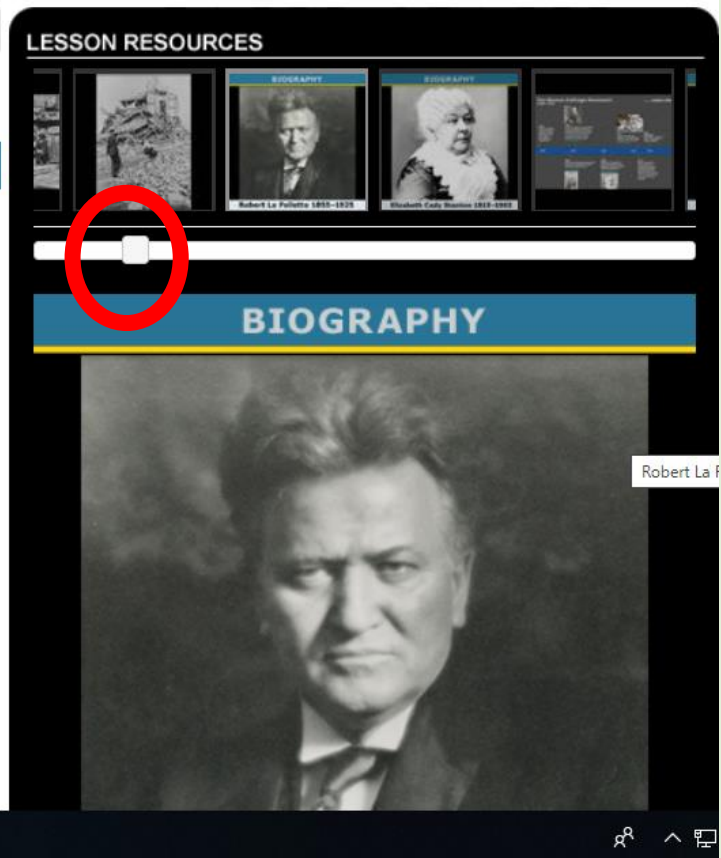 LESSON RESOURCES
BIOGRAPHY
BIOGRAPHY
Robert La Follette 1855-1925
Elizabeth Cady Stanton 1815-1902
BIOGRAPHY
Robert La F